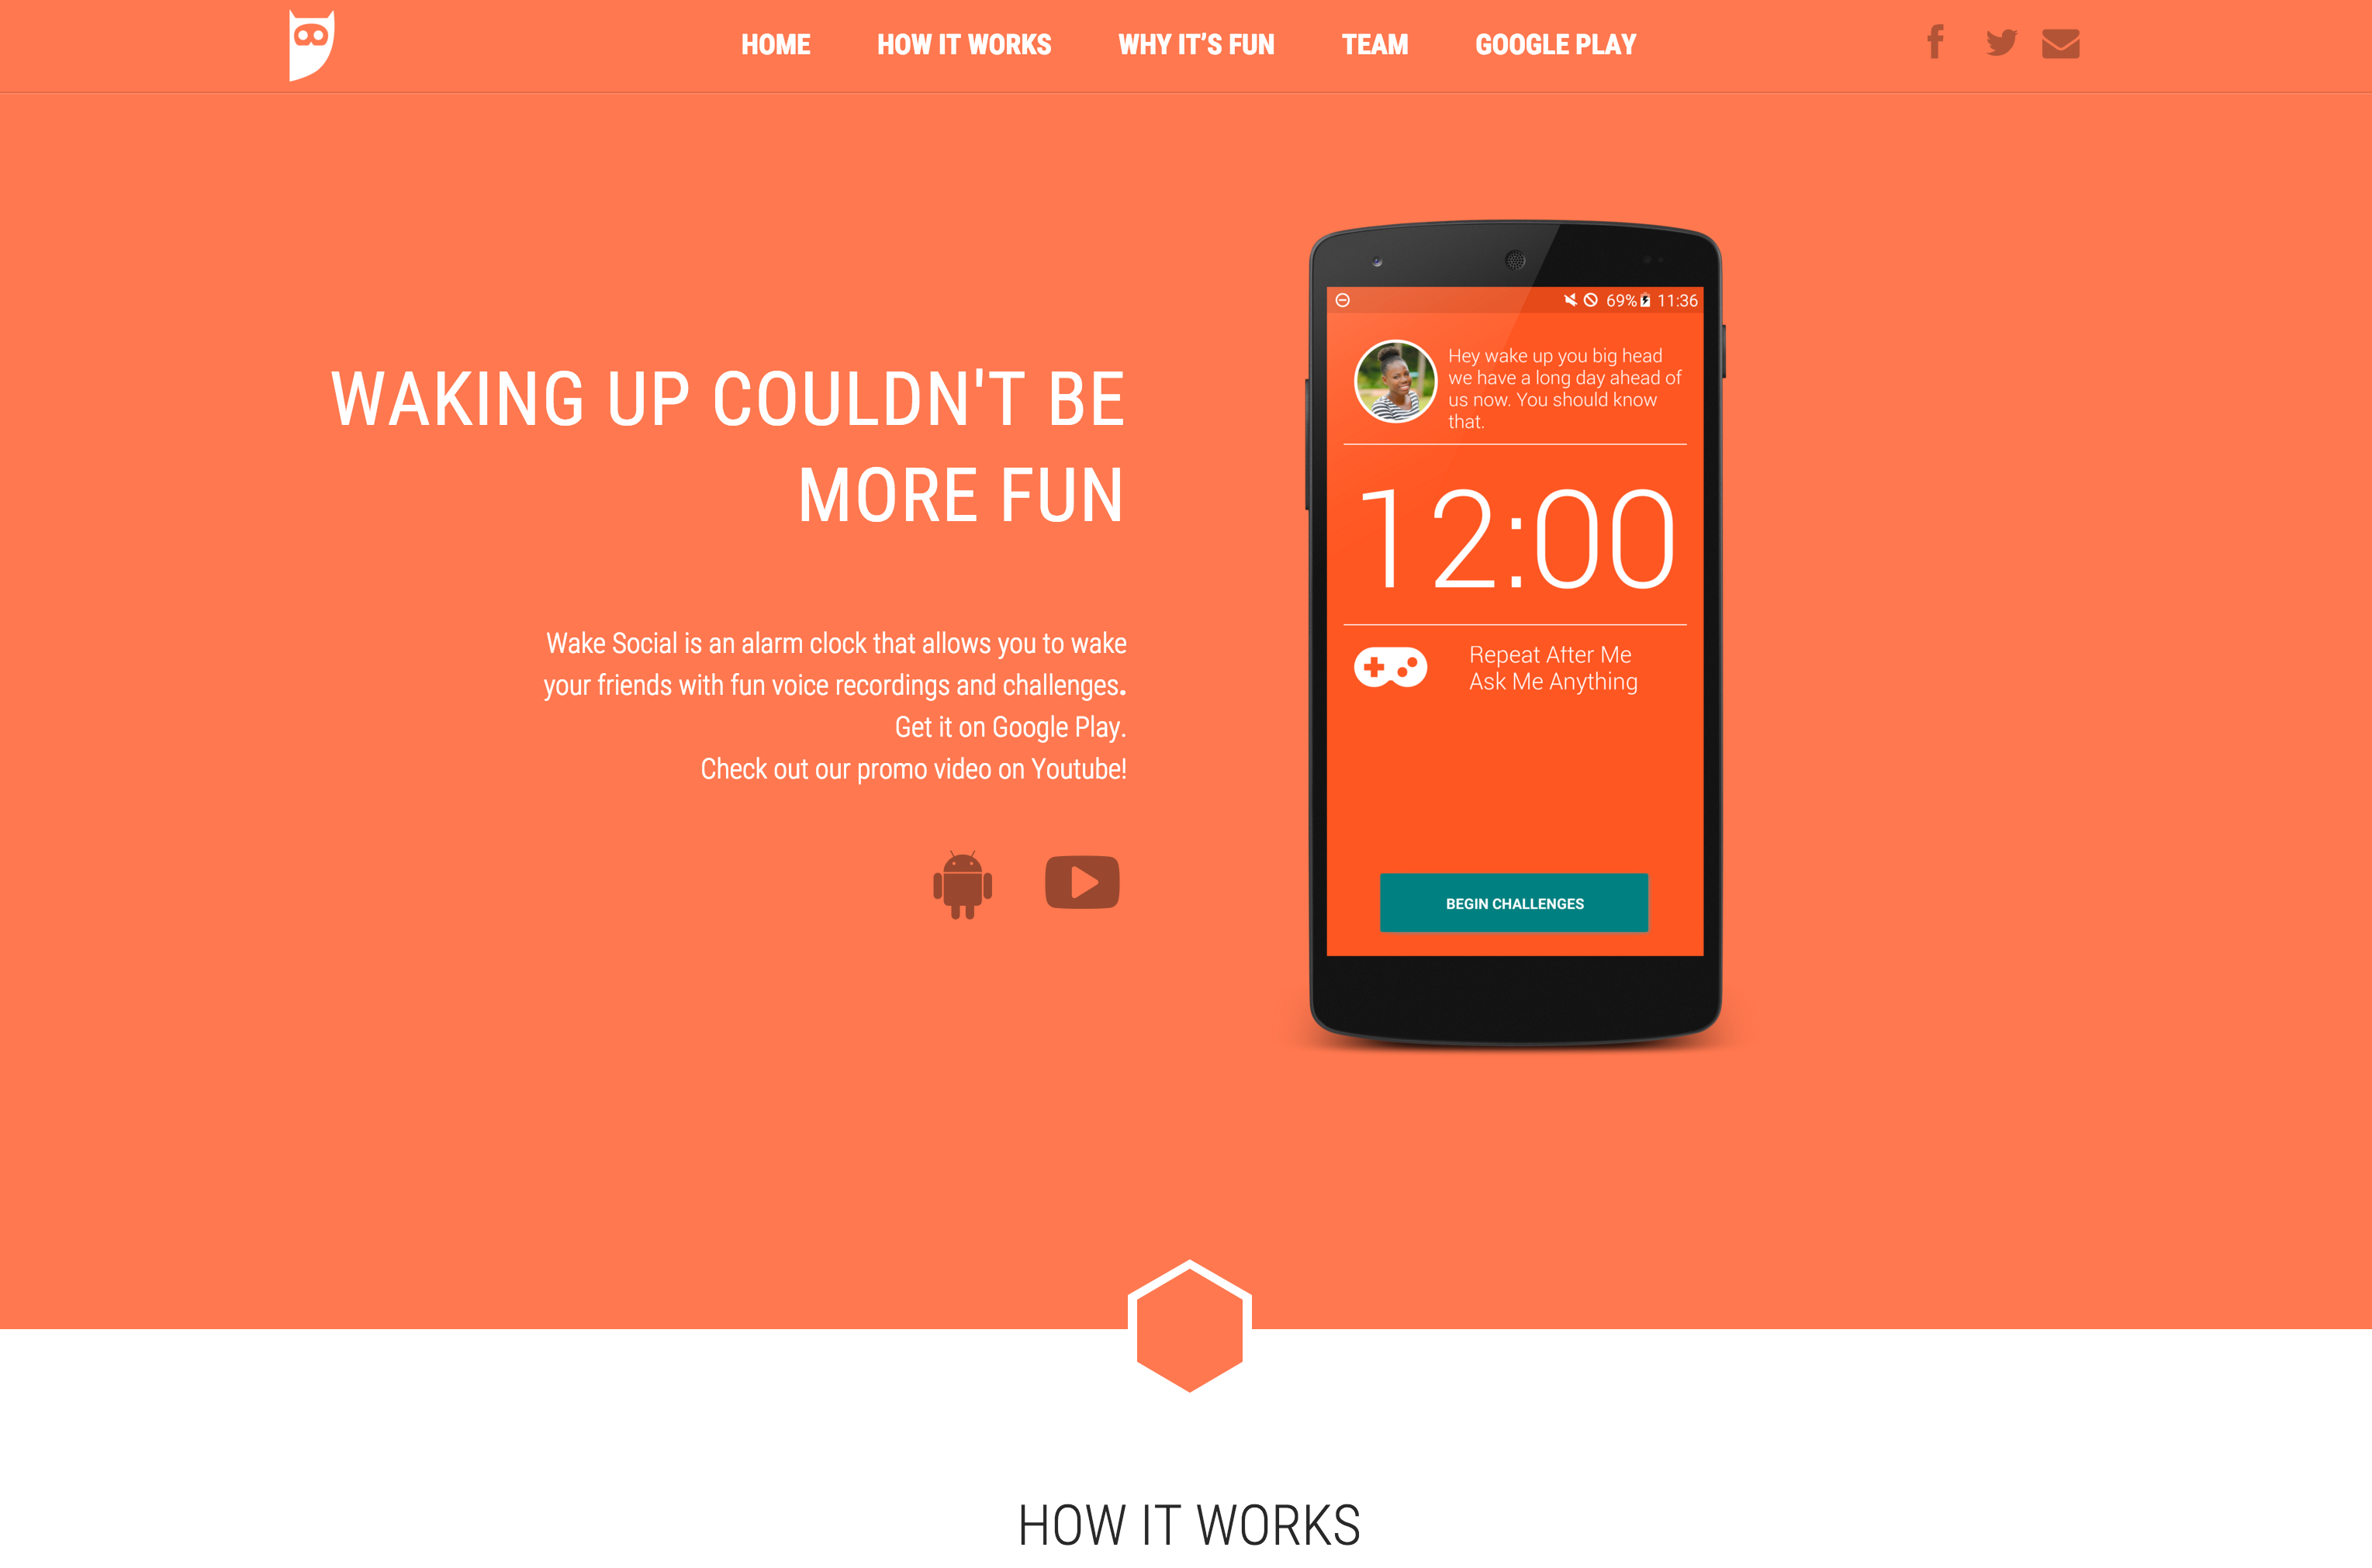 HOME HOW IT WORKS WHY IT'S FUN TEAM GOOGLE PLAY
WAKING UP COULDN'T BE
MORE FUN
Wake Social is an alarm clock that allows you to wake
your friends with fun voice recordings and challenges.
Get it on Google Play.
Check out our promo video on Youtube!
69% 11:36
Hey wake up you big head
we have a long day ahead of
us now. You should know
that.
12:00
Repeat After Me
Ask Me Anything
BEGIN CHALLENGES
HOW IT WORKS